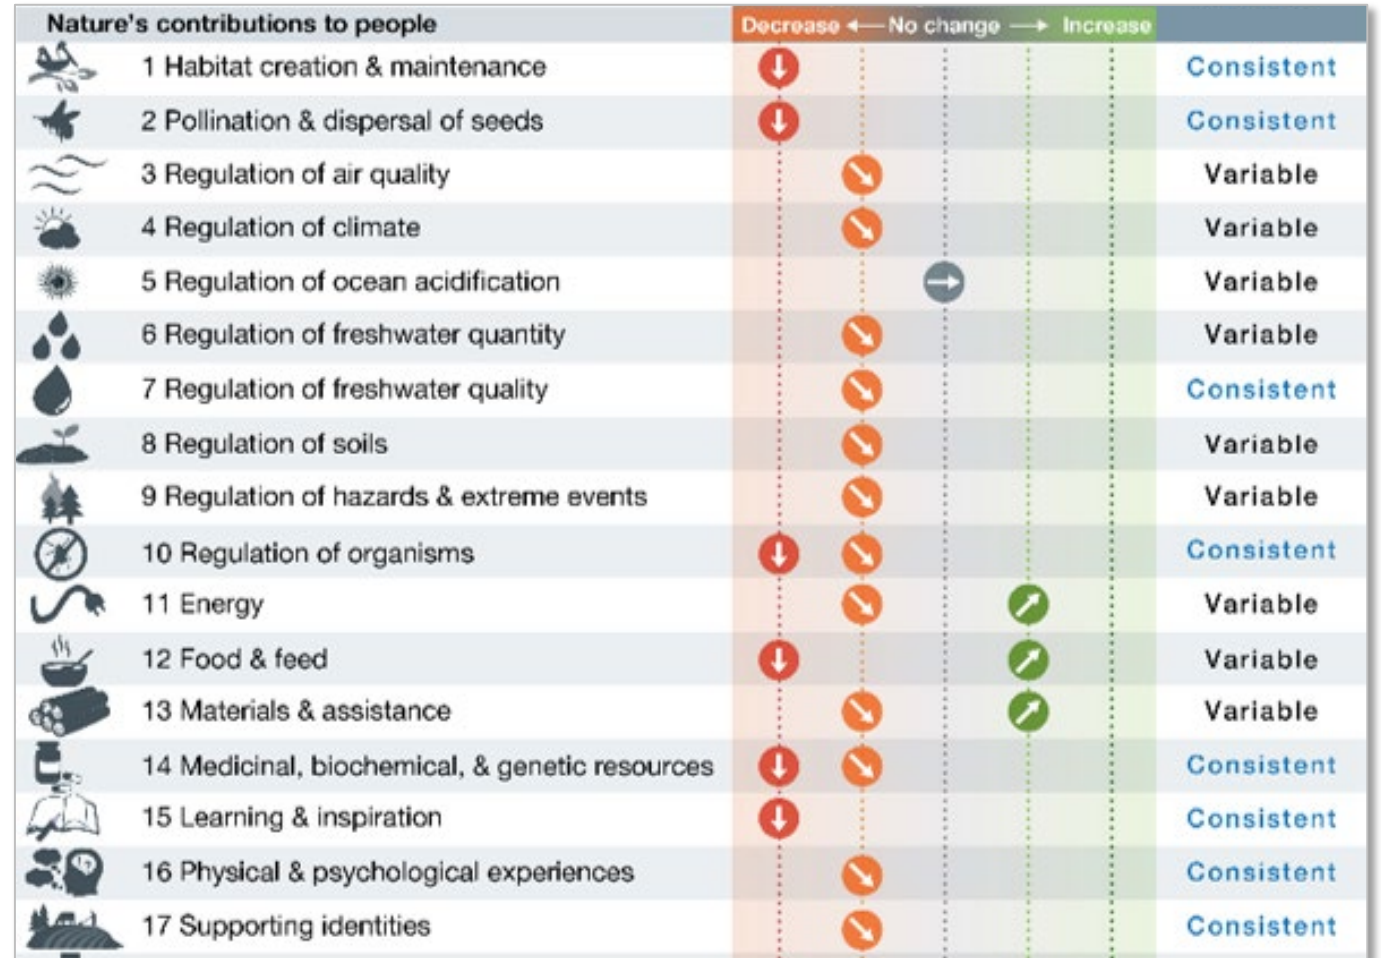 Nature's contributions to people Decrease ← No change → Increase
1 Habitat creation & maintenance Consistent
2 Pollination & dispersal of seeds Consistent
3 Regulation of air quality Variable
4 Regulation of climate Variable
5 Regulation of ocean acidification Variable
6 Regulation of freshwater quantity Variable
7 Regulation of freshwater quality Consistent
8 Regulation of soils Variable
9 Regulation of hazards & extreme events Variable
10 Regulation of organisms Consistent
11 Energy Variable
12 Food & feed Variable
13 Materials & assistance Variable
14 Medicinal, biochemical, & genetic resources Consistent
15 Learning & inspiration Consistent
16 Physical & psychological experiences Consistent
17 Supporting identities Consistent